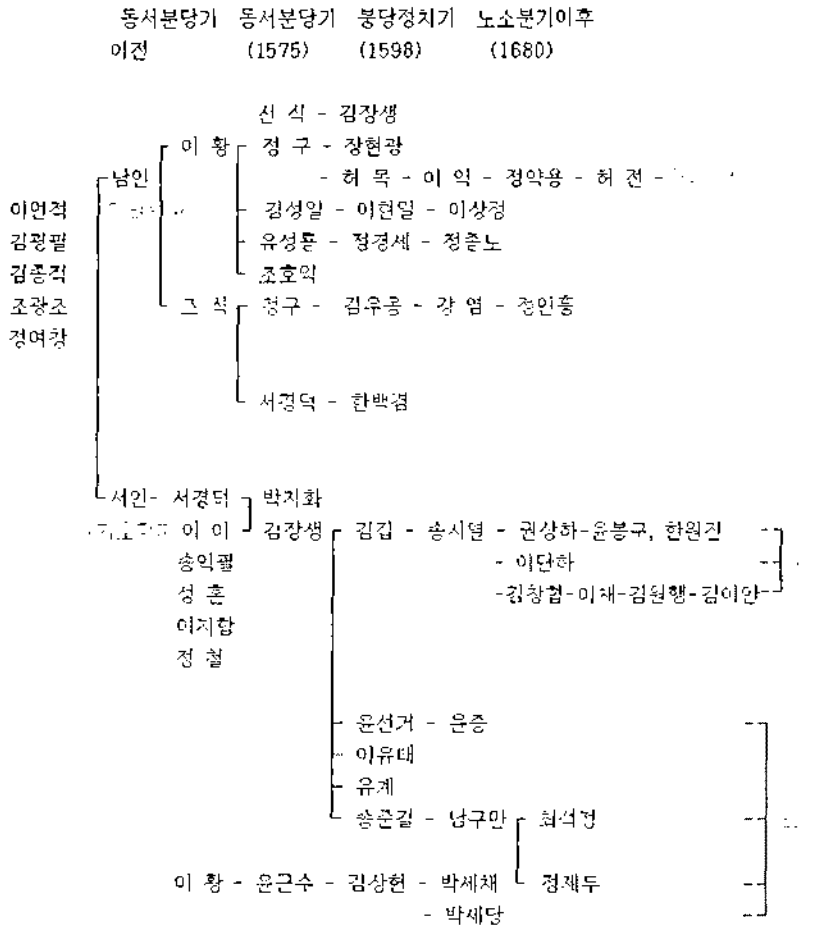 동서분당기 동서분당기 붕당정치기 노소분기이후
이전 (1575) (1598) (1680)
선 식 - 김장생
이 황 정 구 - 장현광
남인 - 허 목 - 이 익 - 정약용 - 허 전 -
이언적 - 김성일 - 이현일 - 이상정
김굉필 - 유성룡 - 정경세 - 정종노
김종직 조호익
조광조 조 식 정구 - 김우옹 - 강 염 - 정인홍
정여창
서경덕 - 한백겸
서인- 서경덕 박지화
이 이 김장생 김집 - 송시열 - 권상하-윤봉구, 한원진
송익필 - 이단하
성 혼 -김창협-이재-김원행-김이안
이지함
정 철
윤선거 - 윤증
이유태
유계
송준길 - 남구만 최석정
이 황 - 윤근수 - 김상헌 - 박세채 정제두
- 박세당